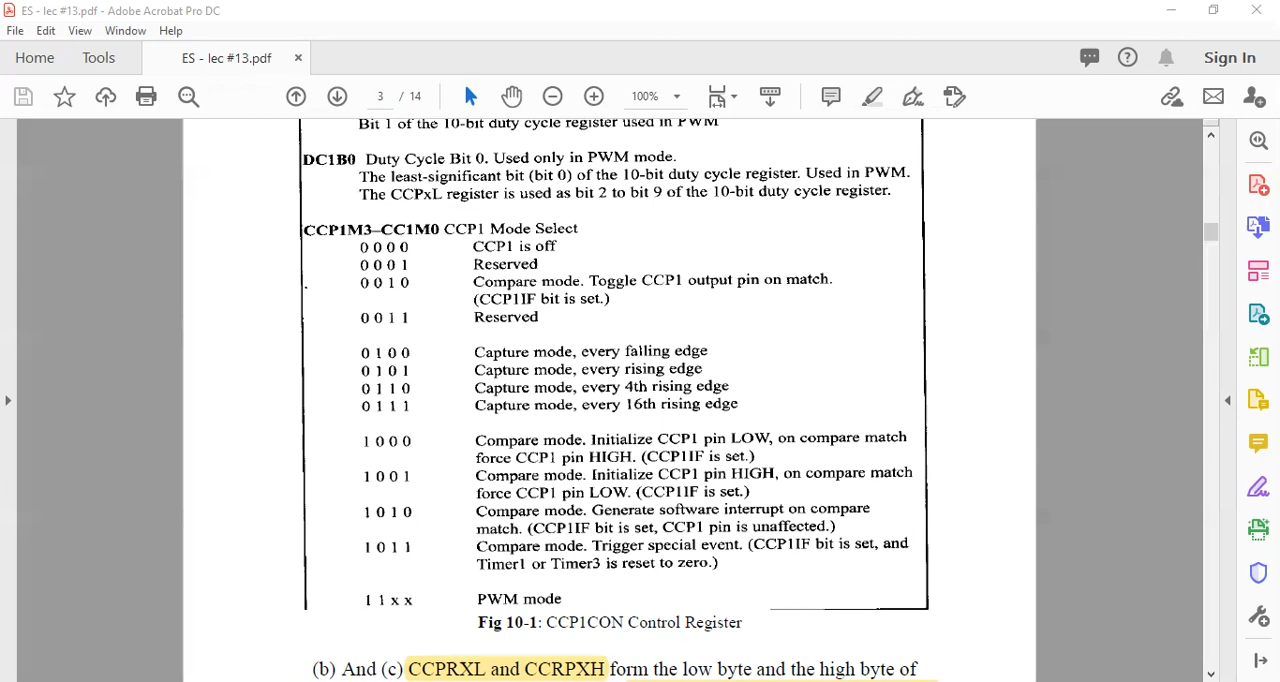 ES - lec #13.pdf - Adobe Acrobat Pro DC
File Edit View Window Help
Home Tools ES - lec #13.pdf × Sign In
3 / 14 100%
Bit 1 of the 10-bit duty cycle register used in PWM
DC1B0 Duty Cycle Bit 0. Used only in PWM mode.
The least-significant bit (bit 0) of the 10-bit duty cycle register. Used in PWM.
The CCPxL register is used as bit 2 to bit 9 of the 10-bit duty cycle register.
CCP1M3–CC1M0 CCP1 Mode Select
0 0 0 0 CCP1 is off
0 0 0 1 Reserved
0 0 1 0 Compare mode. Toggle CCP1 output pin on match.
(CCP1IF bit is set.)
0 0 1 1 Reserved
0 1 0 0 Capture mode, every falling edge
0 1 0 1 Capture mode, every rising edge
0 1 1 0 Capture mode, every 4th rising edge
0 1 1 1 Capture mode, every 16th rising edge
1 0 0 0 Compare mode. Initialize CCP1 pin LOW, on compare match
force CCP1 pin HIGH. (CCP1IF is set.)
1 0 0 1 Compare mode. Initialize CCP1 pin HIGH, on compare match
force CCP1 pin LOW. (CCP1IF is set.)
1 0 1 0 Compare mode. Generate software interrupt on compare
match. (CCP1IF bit is set, CCP1 pin is unaffected.)
1 0 1 1 Compare mode. Trigger special event. (CCP1IF bit is set, and
Timer1 or Timer3 is reset to zero.)
1 1 x x PWM mode
Fig 10-1: CCP1CON Control Register
(b) And (c) CCPRXL and CCRPXH form the low byte and the high byte of